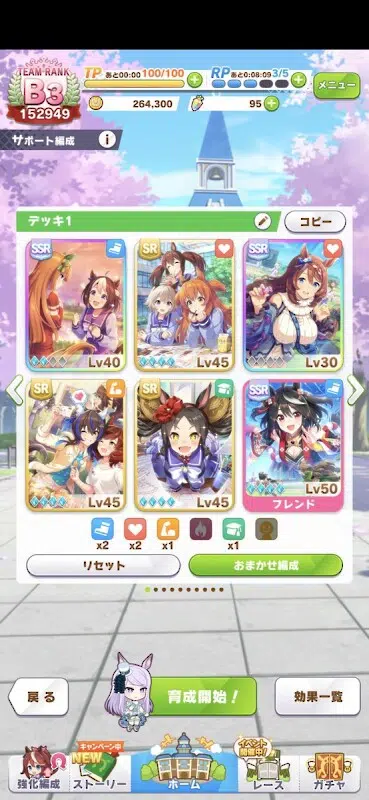 TEAM RANK
B3
152949
TP あと00:00 100/100
RP あと0:08:09 3/5
メニュー
264,300
95
サポート編成 i
デッキ1
コピー
SSR
Lv40
SR
Lv45
SSR
Lv30
SR
Lv45
SR
Lv45
SSR
Lv50
フレンド
x2 x2 x1 x1
リセット
おまかせ編成
戻る
育成開始！
効果一覧
強化編成
キャンペーン中
NEW
ストーリー
ホーム
イベント
開催中！
レース
ガチャ